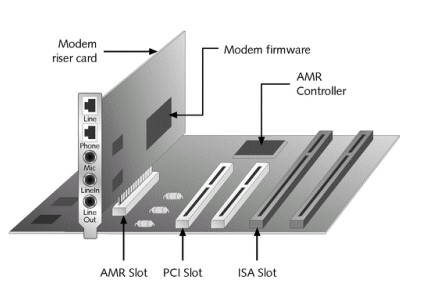 Modem
riser card
Modem firmware
AMR
Controller
Line
Phone
Mic
LineIn
Line
Out
AMR Slot
PCI Slot
ISA Slot